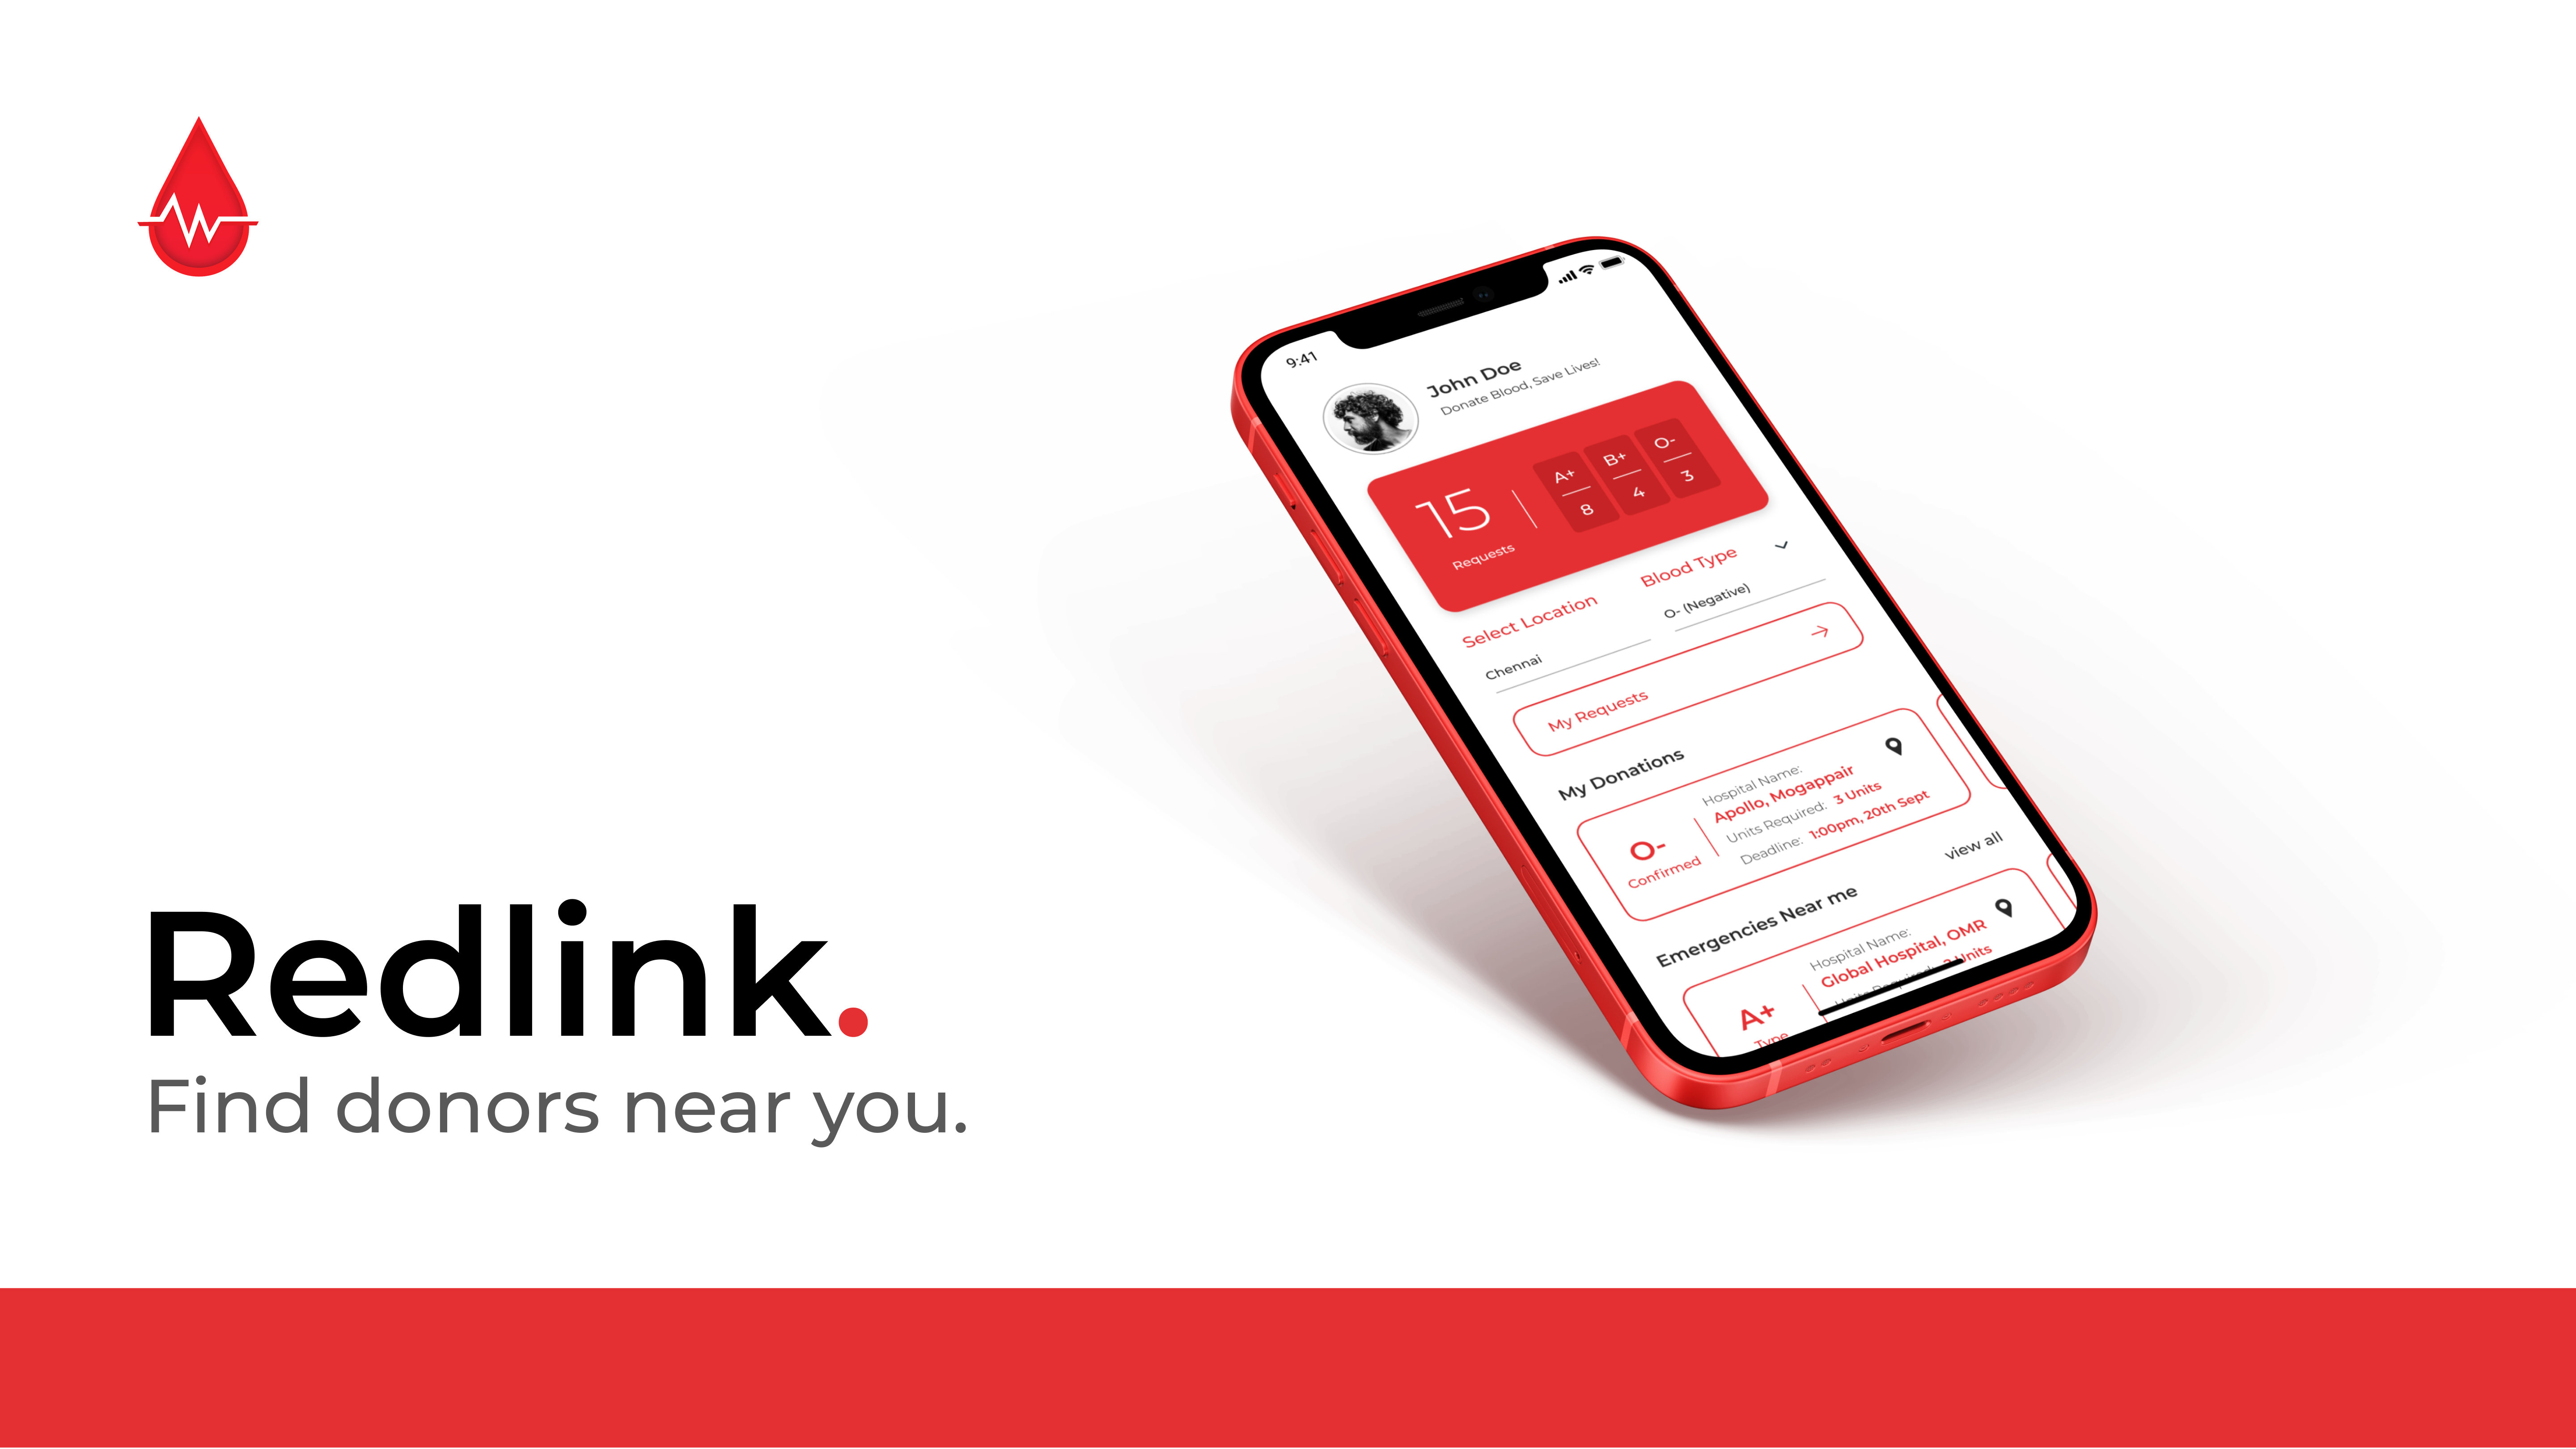 9:41
John Doe
Donate Blood, Save Lives!
15
Requests
A+
8
B+
4
O-
3
Select Location
Chennai
Blood Type
O- (Negative)
My Requests
My Donations
O-
Confirmed
Hospital Name:
Apollo, Mogappair
Units Required: 3 Units
Deadline: 1:00pm, 20th Sept
Emergencies Near me
view all
A+
Type
Hospital Name:
Global Hospital, OMR
Units
Redlink.
Find donors near you.